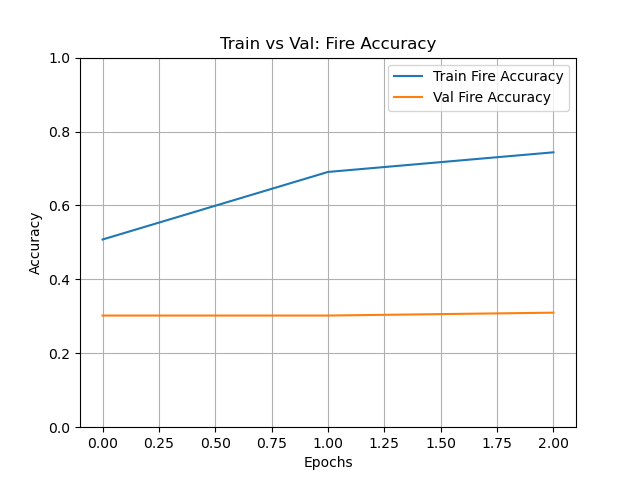 Train vs Val: Fire Accuracy
Train Fire Accuracy
Val Fire Accuracy
1.0
0.8
0.6
0.4
0.2
0.0
Accuracy
0.00 0.25 0.50 0.75 1.00 1.25 1.50 1.75 2.00
Epochs